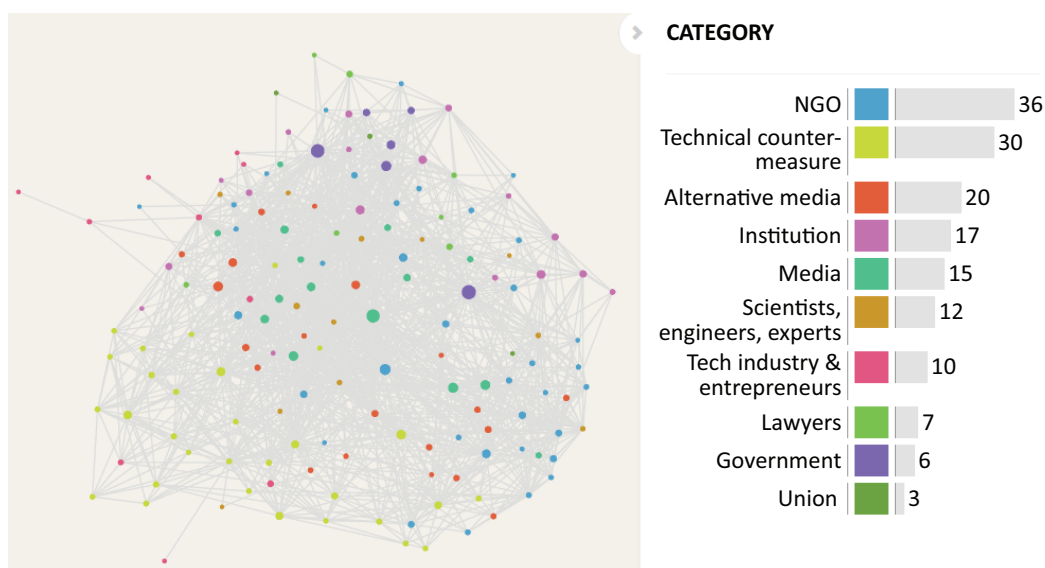 CATEGORY
NGO 36
Technical counter-
measure 30
Alternative media 20
Institution 17
Media 15
Scientists,
engineers, experts 12
Tech industry &
entrepreneurs 10
Lawyers 7
Government 6
Union 3